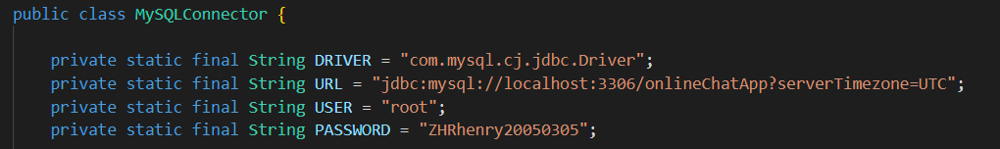 public class MySQLConnector {
private static final String DRIVER = "com.mysql.cj.jdbc.Driver";
private static final String URL = "jdbc:mysql://localhost:3306/onlineChatApp?serverTimezone=UTC";
private static final String USER = "root";
private static final String PASSWORD = "ZHRhenry20050305";